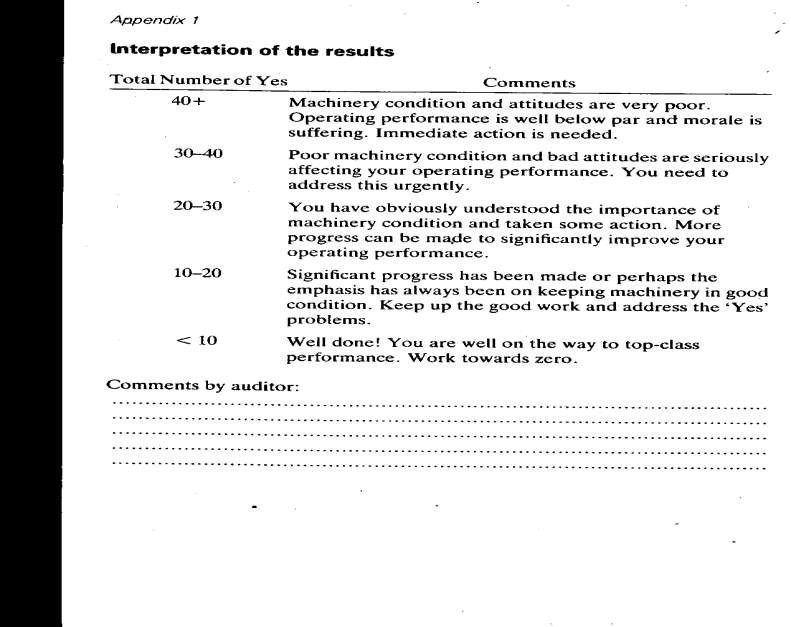 Appendix 1
Interpretation of the results
Total Number of Yes Comments
40+ Machinery condition and attitudes are very poor.
Operating performance is well below par and morale is
suffering. Immediate action is needed.
30–40 Poor machinery condition and bad attitudes are seriously
affecting your operating performance. You need to
address this urgently.
20–30 You have obviously understood the importance of
machinery condition and taken some action. More
progress can be made to significantly improve your
operating performance.
10–20 Significant progress has been made or perhaps the
emphasis has always been on keeping machinery in good
condition. Keep up the good work and address the ‘Yes’
problems.
< 10 Well done! You are well on the way to top-class
performance. Work towards zero.
Comments by auditor: